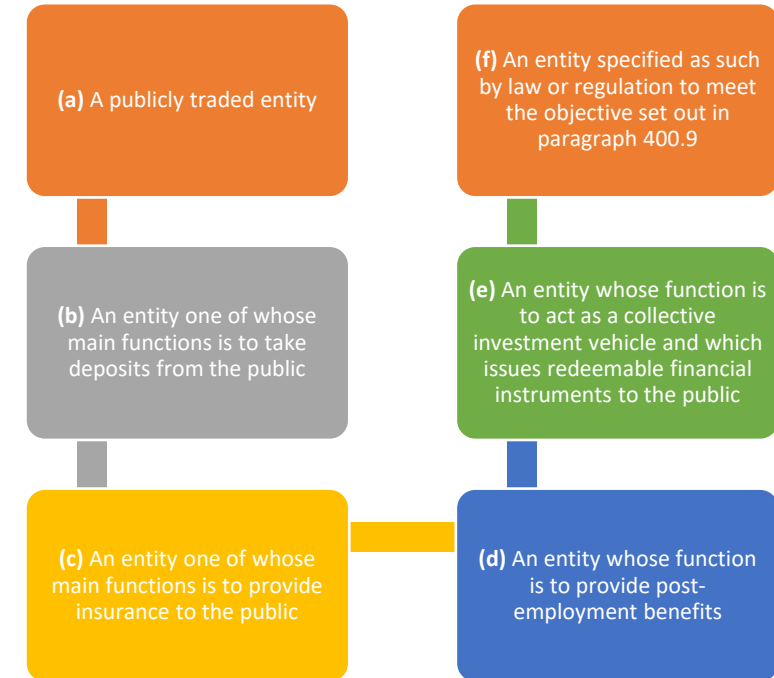 (a) A publicly traded entity
(b) An entity one of whose
main functions is to take
deposits from the public
(c) An entity one of whose
main functions is to provide
insurance to the public
(d) An entity whose function
is to provide post-
employment benefits
(e) An entity whose function is
to act as a collective
investment vehicle and which
issues redeemable financial
instruments to the public
(f) An entity specified as such
by law or regulation to meet
the objective set out in
paragraph 400.9